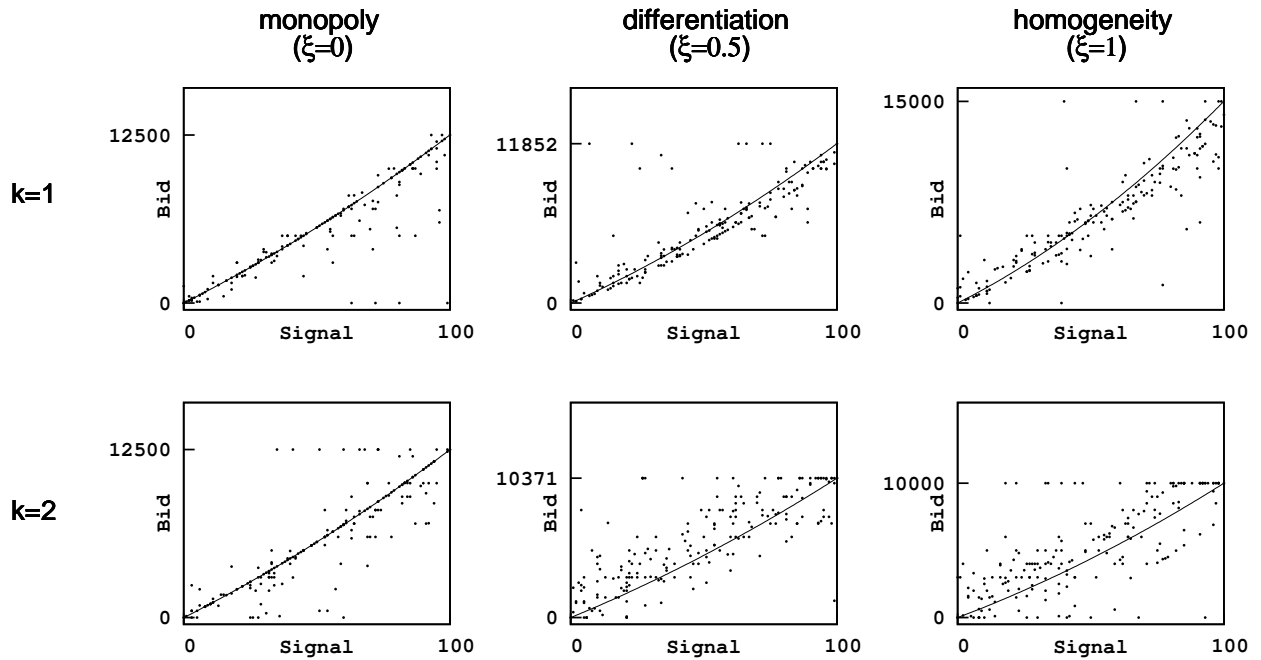 monopoly differentiation homogeneity
(ξ=0) (ξ=0.5) (ξ=1)
k=1
12500
Bid
0
0 Signal 100
11852
Bid
0
0 Signal 100
15000
Bid
0
0 Signal 100
k=2
12500
Bid
0
0 Signal 100
10371
Bid
0
0 Signal 100
10000
Bid
0
0 Signal 100